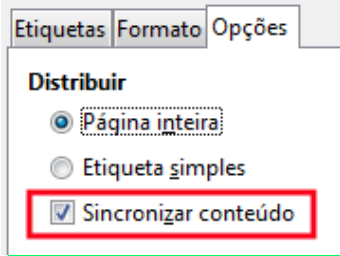 Etiquetas Formato Opções
Distribuir
Página inteira
Etiqueta simples
Sincronizar conteúdo